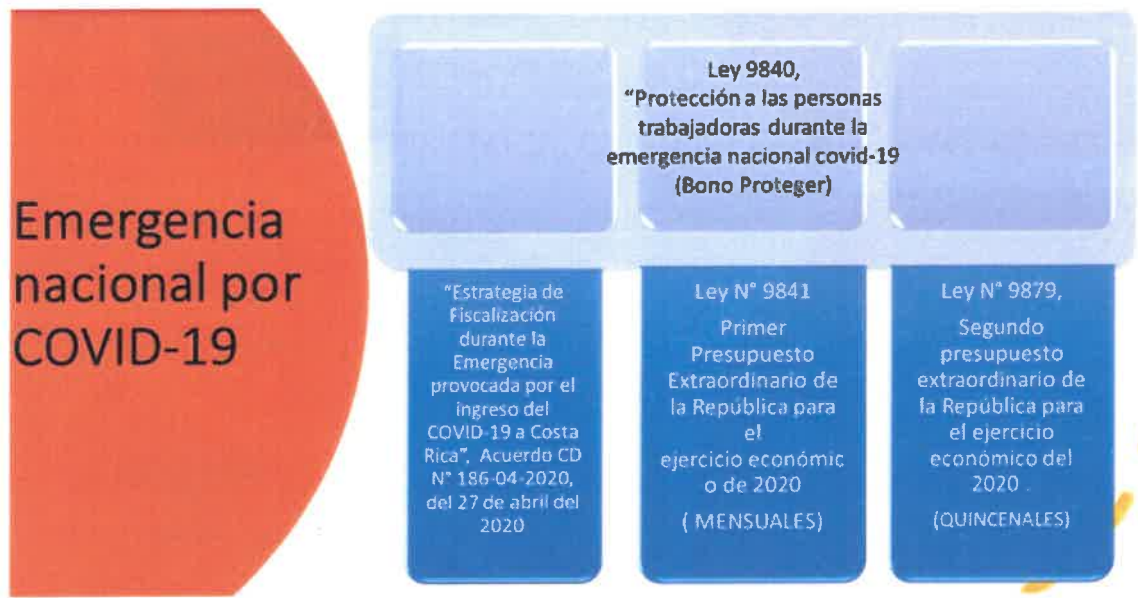 Emergencia
nacional por
COVID-19
Ley 9840,
"Protección a las personas
trabajadoras durante la
emergencia nacional covid-19
(Bono Proteger)
"Estrategia de
Fiscalización
durante la
Emergencia
provocada por el
ingreso del
COVID-19 a Costa
Rica", Acuerdo CD
N° 186-04-2020,
del 27 de abril del
2020
Ley N° 9841
Primer
Presupuesto
Extraordinario de
la República para
el
ejercicio económic
o de 2020
( MENSUALES)
Ley N° 9879,
Segundo
presupuesto
extraordinario de
la República para
el ejercicio
económico del
2020 .
(QUINCENALES)